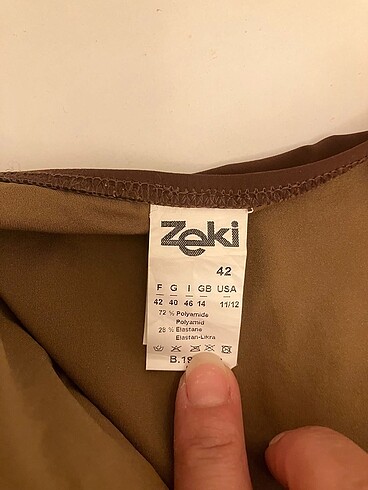 Zeki
42
F G I GB USA
42 40 46 14 11/12
72 % Polyamide
Polyamid
28 % Elastane
Elastan-Likra